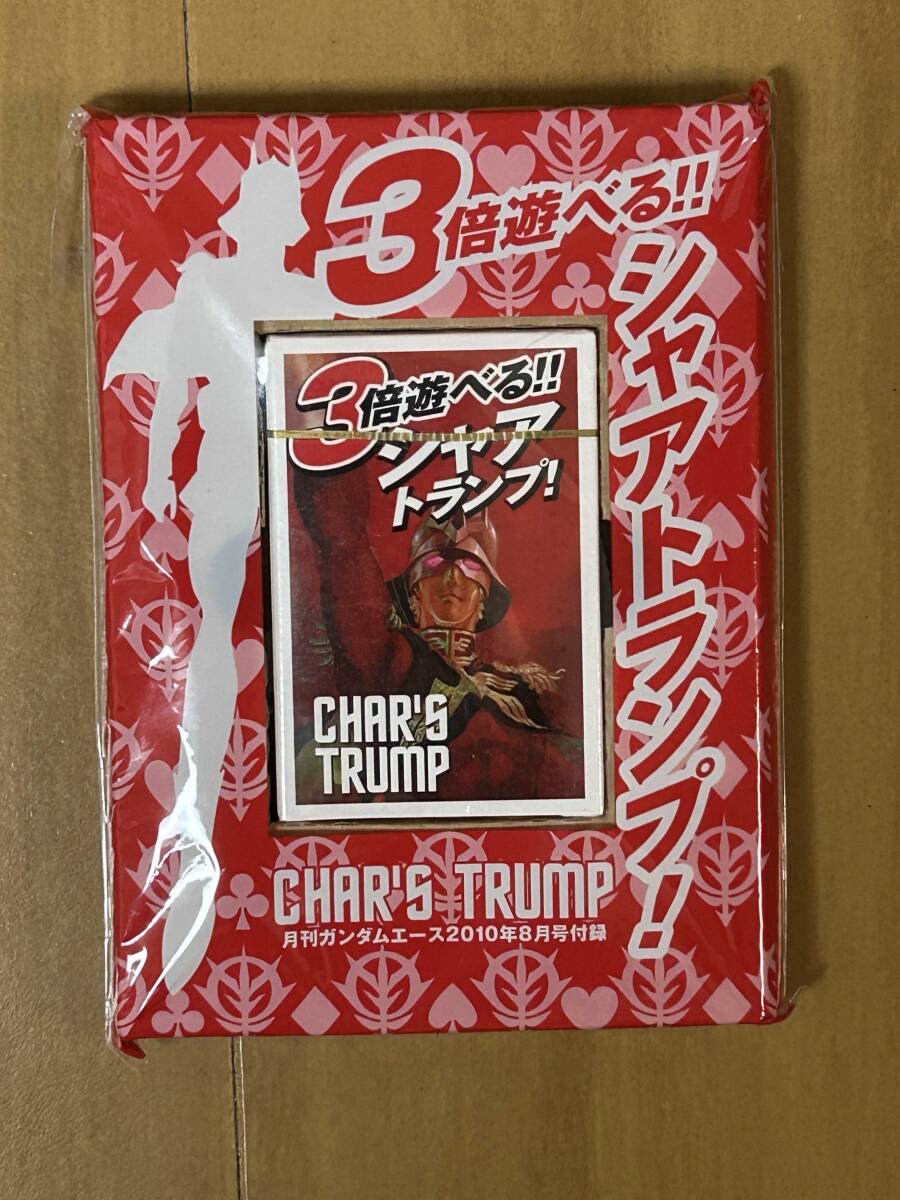 3倍遊べる!!
シャアトランプ!
3倍遊べる!!
シャア
トランプ!
CHAR'S
TRUMP
CHAR'S TRUMP
月刊ガンダムエース2010年8月号付録